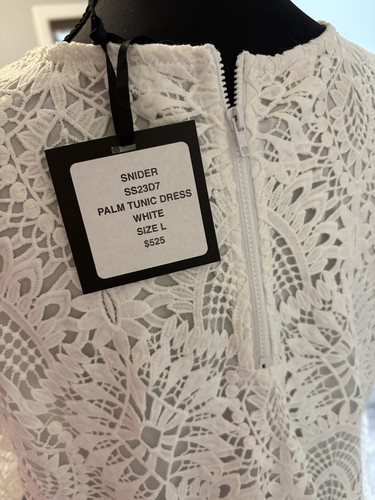 SNIDER
SS23D7
PALM TUNIC DRESS
WHITE
SIZE L
$525